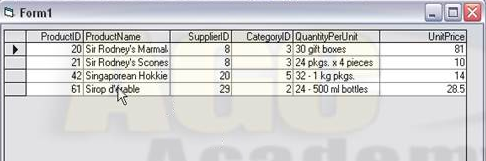 Form1
ProductID ProductName SupplierID CategoryID QuantityPerUnit UnitPrice
20 Sir Rodney's Marmal 8 3 30 gift boxes 81
21 Sir Rodney's Scones 8 3 24 pkgs. x 4 pieces 10
42 Singaporean Hokkie 20 5 32 - 1 kg pkgs. 14
61 Sirop d'érable 29 2 24 - 500 ml bottles 28.5
Academy